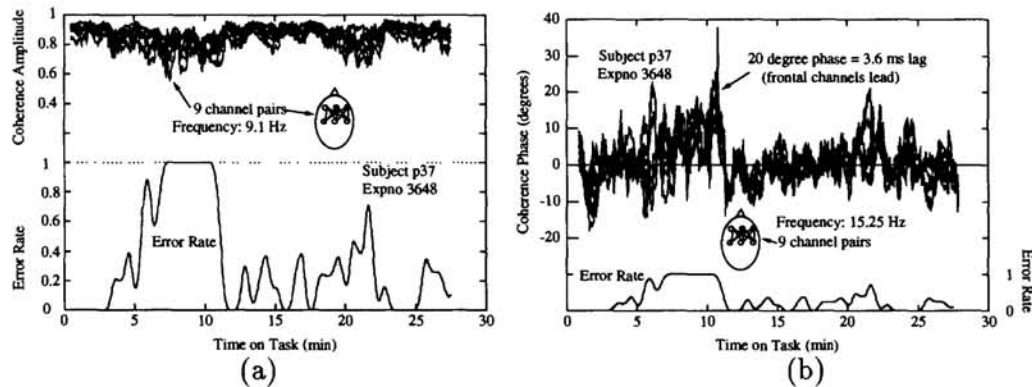 Coherence Amplitude
1
0.8
0.6
0.4
9 channel pairs
Frequency: 9.1 Hz
Error Rate
1
0.8
0.6
0.4
0.2
0
Subject p37
Expno 3648
Error Rate
0
5
10
15
20
25
30
Time on Task (min)
(a)
Coherence Phase (degrees)
40
30
20
10
0
-10
-20
Subject p37
Expno 3648
20 degree phase = 3.6 ms lag
(frontal channels lead)
Frequency: 15.25 Hz
9 channel pairs
Error Rate
1
0
Error Rate
0
5
10
15
20
25
30
Time on Task (min)
(b)